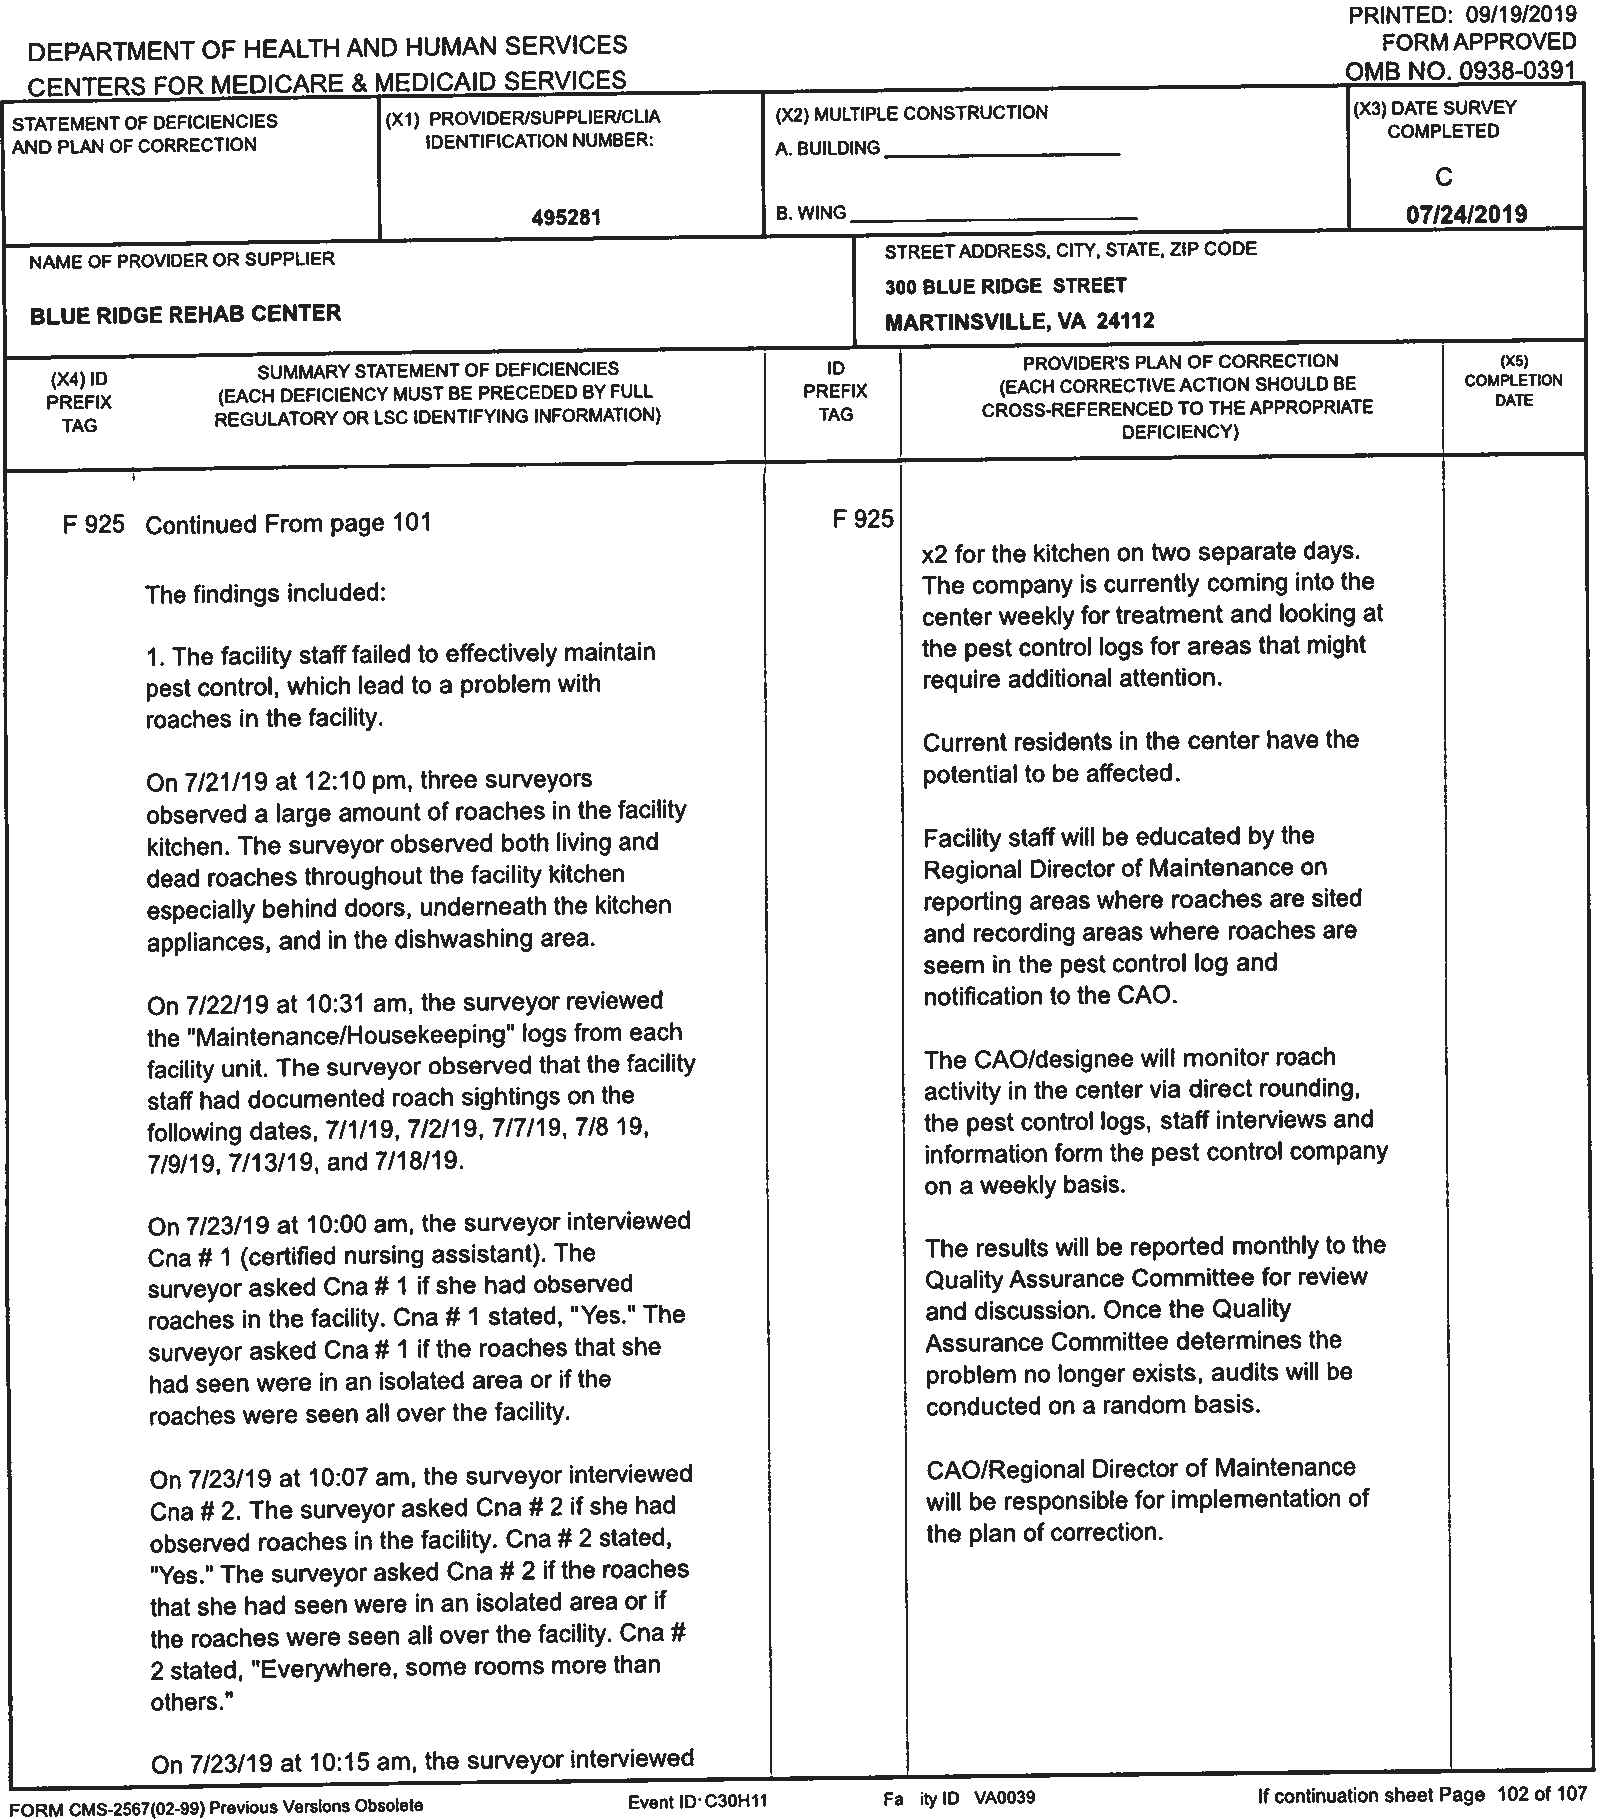 PRINTED: 09/19/2019
FORM APPROVED
OMB NO. 0938-0391
DEPARTMENT OF HEALTH AND HUMAN SERVICES
CENTERS FOR MEDICARE & MEDICAID SERVICES
STATEMENT OF DEFICIENCIES
AND PLAN OF CORRECTION
(X1) PROVIDER/SUPPLIER/CLIA
IDENTIFICATION NUMBER:
495281
(X2) MULTIPLE CONSTRUCTION
A. BUILDING
B. WING
(X3) DATE SURVEY
COMPLETED
C
07/24/2019
NAME OF PROVIDER OR SUPPLIER
BLUE RIDGE REHAB CENTER
STREET ADDRESS, CITY, STATE, ZIP CODE
300 BLUE RIDGE STREET
MARTINSVILLE, VA 24112
(X4) ID
PREFIX
TAG
SUMMARY STATEMENT OF DEFICIENCIES
(EACH DEFICIENCY MUST BE PRECEDED BY FULL
REGULATORY OR LSC IDENTIFYING INFORMATION)
ID
PREFIX
TAG
PROVIDER'S PLAN OF CORRECTION
(EACH CORRECTIVE ACTION SHOULD BE
CROSS-REFERENCED TO THE APPROPRIATE
DEFICIENCY)
(X5)
COMPLETION
DATE
F 925 Continued From page 101
The findings included:
1. The facility staff failed to effectively maintain
pest control, which lead to a problem with
roaches in the facility.
On 7/21/19 at 12:10 pm, three surveyors
observed a large amount of roaches in the facility
kitchen. The surveyor observed both living and
dead roaches throughout the facility kitchen
especially behind doors, underneath the kitchen
appliances, and in the dishwashing area.
On 7/22/19 at 10:31 am, the surveyor reviewed
the "Maintenance/Housekeeping" logs from each
facility unit. The surveyor observed that the facility
staff had documented roach sightings on the
following dates, 7/1/19, 7/2/19, 7/7/19, 7/8 19,
7/9/19, 7/13/19, and 7/18/19.
On 7/23/19 at 10:00 am, the surveyor interviewed
Cna # 1 (certified nursing assistant). The
surveyor asked Cna # 1 if she had observed
roaches in the facility. Cna # 1 stated, "Yes." The
surveyor asked Cna # 1 if the roaches that she
had seen were in an isolated area or if the
roaches were seen all over the facility.
On 7/23/19 at 10:07 am, the surveyor interviewed
Cna # 2. The surveyor asked Cna # 2 if she had
observed roaches in the facility. Cna # 2 stated,
"Yes." The surveyor asked Cna # 2 if the roaches
that she had seen were in an isolated area or if
the roaches were seen all over the facility. Cna #
2 stated, "Everywhere, some rooms more than
others."
On 7/23/19 at 10:15 am, the surveyor interviewed
F 925
x2 for the kitchen on two separate days.
The company is currently coming into the
center weekly for treatment and looking at
the pest control logs for areas that might
require additional attention.
Current residents in the center have the
potential to be affected.
Facility staff will be educated by the
Regional Director of Maintenance on
reporting areas where roaches are sited
and recording areas where roaches are
seem in the pest control log and
notification to the CAO.
The CAO/designee will monitor roach
activity in the center via direct rounding,
the pest control logs, staff interviews and
information form the pest control company
on a weekly basis.
The results will be reported monthly to the
Quality Assurance Committee for review
and discussion. Once the Quality
Assurance Committee determines the
problem no longer exists, audits will be
conducted on a random basis.
CAO/Regional Director of Maintenance
will be responsible for implementation of
the plan of correction.
FORM CMS-2567(02-99) Previous Versions Obsolete
Event ID: C30H11
Fa ity ID VA0039
If continuation sheet Page 102 of 107